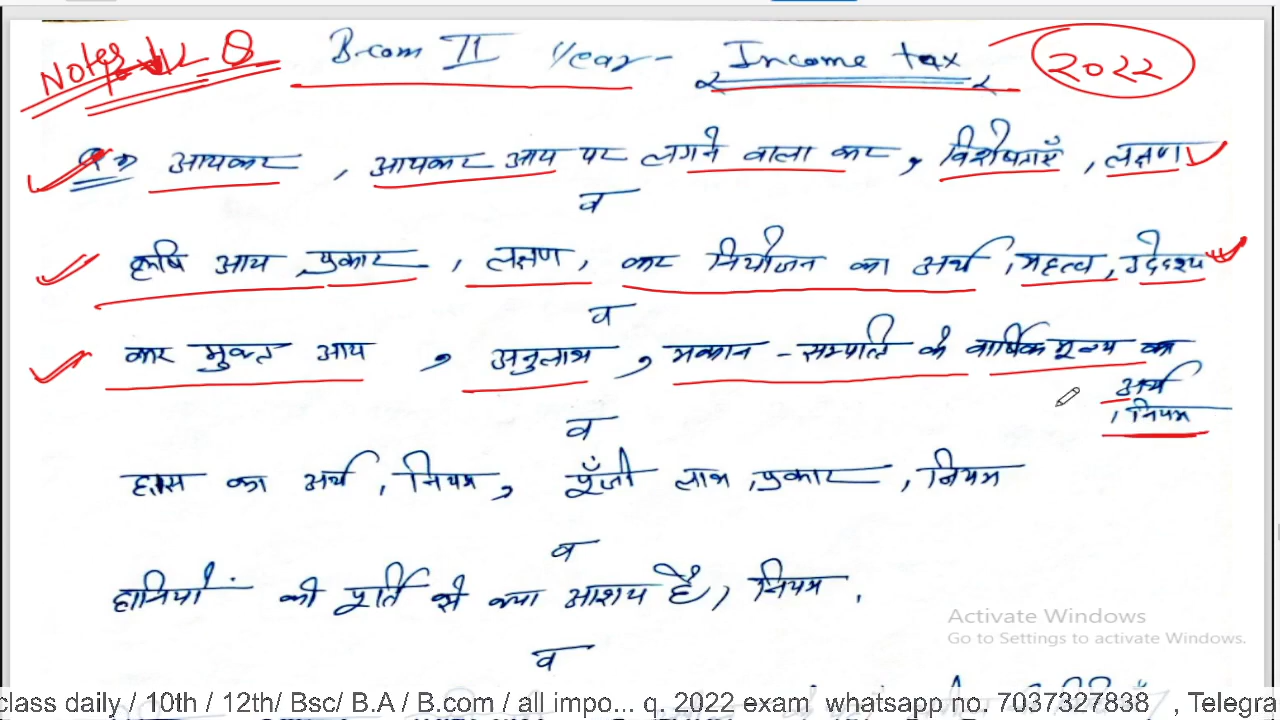 Notes B B.com II Year - Income tax 2022
Q ⇒ आयकर , आयकर आय पर लगने वाला कर , विशेषताएँ , लक्षण
व
कृषि आय प्रकार , लक्षण , कर नियोजन का अर्थ , महत्व , उद्देश्य
व
कर मुक्त आय , अनुलाभ , मकान - सम्पत्ति के वार्षिक मूल्य का
अर्थ
, नियम
व
ह्रास का अर्थ , नियम , पूँजी लाभ , प्रकार , नियम
व
हानियों की पूर्ति से क्या आशय है , नियम .
व
Activate Windows
Go to Settings to activate Windows.
class daily / 10th / 12th/ Bsc/ B.A / B.com / all impo... q. 2022 exam whatsapp no. 7037327838 , Telegra